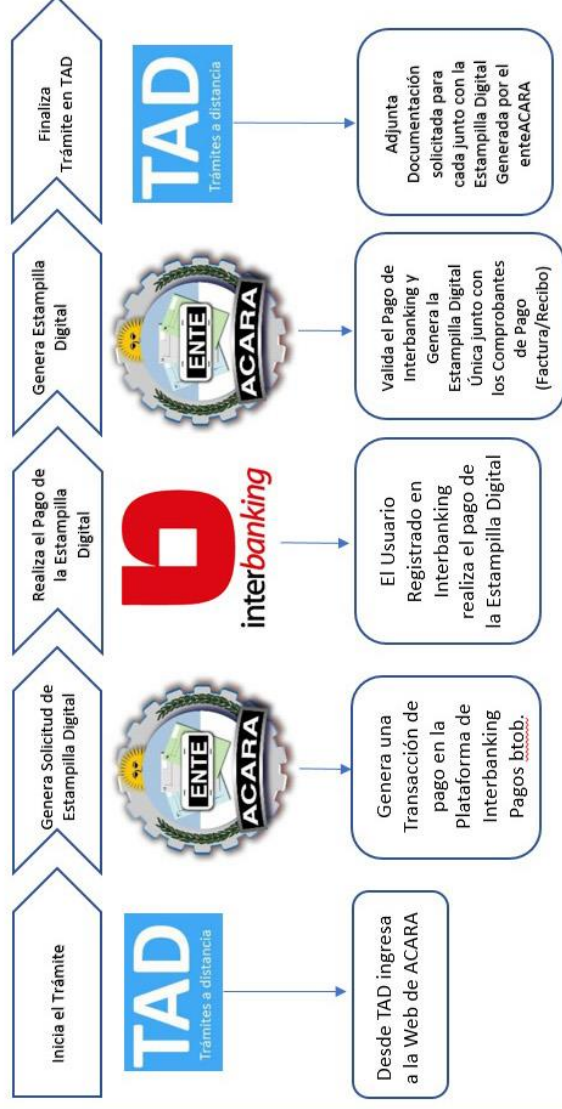 Inicia el Trámite
Genera Solicitud de
Estampilla Digital
Realiza el Pago de
la Estampilla
Digital
Genera Estampilla
Digital
Finaliza
Trámite en TAD
TAD
Trámites a distancia
ENTE
ACARA
interbanking
ENTE
ACARA
TAD
Trámites a distancia
Desde TAD ingresa
a la Web de ACARA
Genera una
Transacción de
pago en la
Plataforma de
Interbanking
Pagos btob.
El Usuario
Registrado en
Interbanking
realiza el pago de
la Estampilla Digital
Valida el Pago de
Interbanking y
Genera la
Estampilla Digital
Única junto con
los Comprobantes
de Pago
(Factura/Recibo)
Adjunta
Documentación
solicitada para
cada junto con la
Estampilla Digital
Generada por el
enteACARA